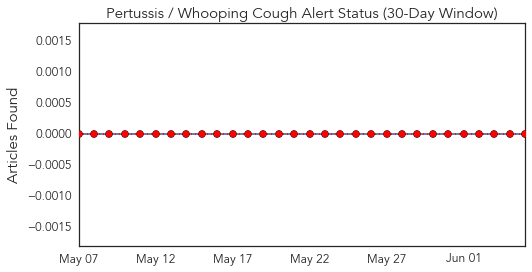 Pertussis / Whooping Cough Alert Status (30-Day Window)
Articles Found
0.0015
0.0010
0.0005
0.0000
−0.0005
−0.0010
−0.0015
May 07 May 12 May 17 May 22 May 27 Jun 01